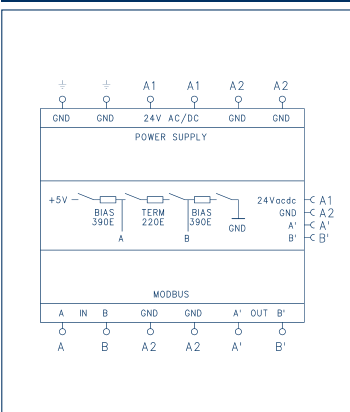 ⏚ ⏚ A1 A1 A2 A2
GND GND 24V AC/DC GND GND
POWER SUPPLY
+5V
BIAS 390E
TERM 220E
BIAS 390E
GND
A B
24Vacdc A1
GND A2
A' A'
B' B'
MODBUS
A IN B GND GND A' OUT B'
A B A2 A2 A' B'